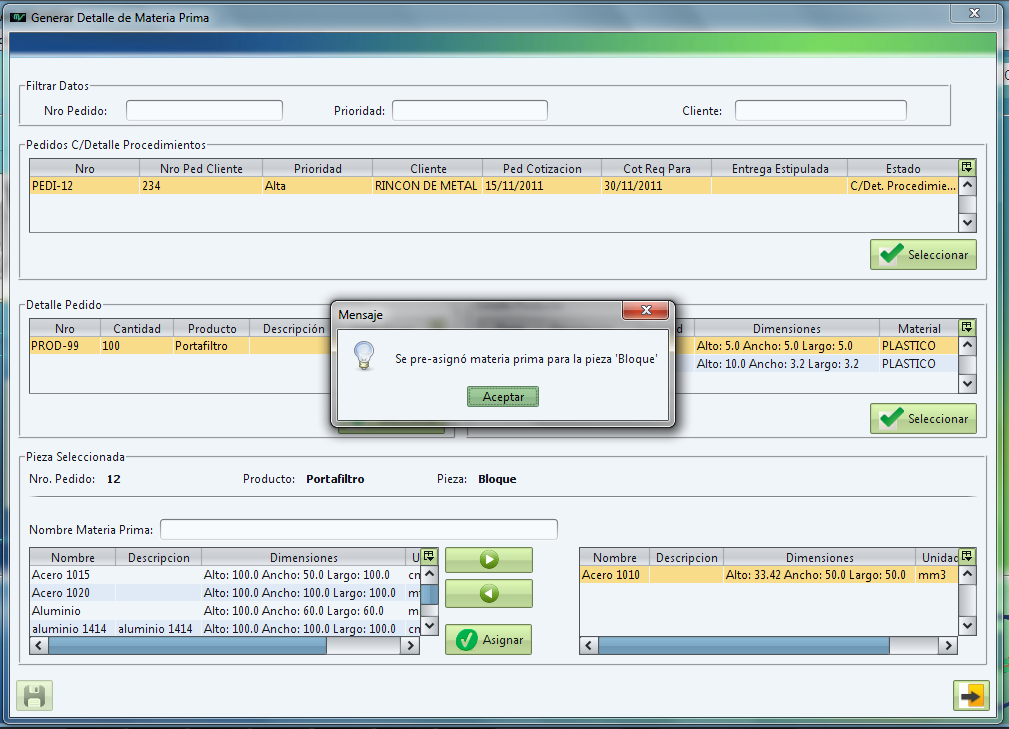 Generar Detalle de Materia Prima
Filtrar Datos
Nro Pedido: Prioridad: Cliente:
Pedidos C/Detalle Procedimientos
Nro Nro Ped Cliente Prioridad Cliente Ped Cotizacion Cot Req Para Entrega Estipulada Estado
PEDI-12 234 Alta RINCON DE METAL 15/11/2011 30/11/2011 C/Det. Procedimie...
Seleccionar
Detalle Pedido
Nro Cantidad Producto Descripción Dimensiones Material
PROD-99 100 Portafiltro Alto: 5.0 Ancho: 5.0 Largo: 5.0 PLASTICO
Alto: 10.0 Ancho: 3.2 Largo: 3.2 PLASTICO
Seleccionar
Mensaje
Se pre-asignó materia prima para la pieza 'Bloque'
Aceptar
Pieza Seleccionada
Nro. Pedido: 12 Producto: Portafiltro Pieza: Bloque
Nombre Materia Prima:
Nombre Descripcion Dimensiones U
Acero 1015 Alto: 100.0 Ancho: 50.0 Largo: 100.0 cm
Acero 1020 Alto: 100.0 Ancho: 100.0 Largo: 100.0
Aluminio Alto: 100.0 Ancho: 60.0 Largo: 60.0 m
aluminio 1414 aluminio 1414 Alto: 100.0 Ancho: 100.0 Largo: 100.0 cm
Asignar
Nombre Descripcion Dimensiones Unidad
Acero 1010 Alto: 33.42 Ancho: 50.0 Largo: 50.0 mm3